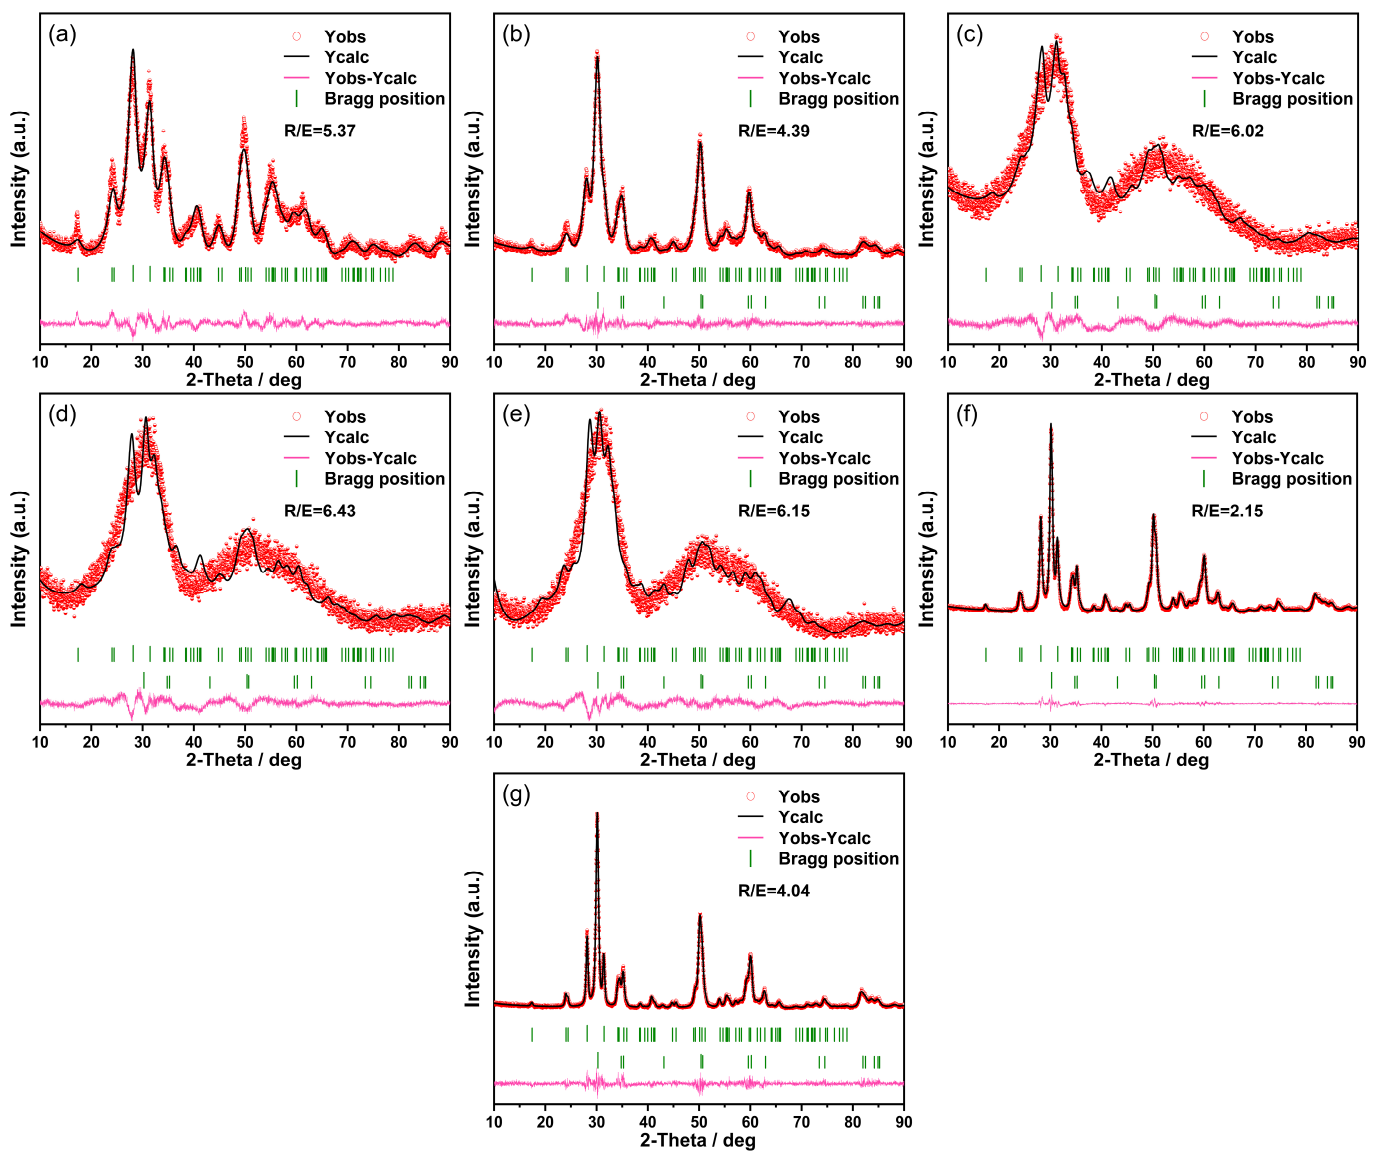 (a)
Yobs
Ycalc
Yobs-Ycalc
Bragg position
R/E=5.37
Intensity (a.u.)
10 20 30 40 50 60 70 80 90
2-Theta / deg
(b)
Yobs
Ycalc
Yobs-Ycalc
Bragg position
R/E=4.39
Intensity (a.u.)
10 20 30 40 50 60 70 80 90
2-Theta / deg
(c)
Yobs
Ycalc
Yobs-Ycalc
Bragg position
R/E=6.02
Intensity (a.u.)
10 20 30 40 50 60 70 80 90
2-Theta / deg
(d)
Yobs
Ycalc
Yobs-Ycalc
Bragg position
R/E=6.43
Intensity (a.u.)
10 20 30 40 50 60 70 80 90
2-Theta / deg
(e)
Yobs
Ycalc
Yobs-Ycalc
Bragg position
R/E=6.15
Intensity (a.u.)
10 20 30 40 50 60 70 80 90
2-Theta / deg
(f)
Yobs
Ycalc
Yobs-Ycalc
Bragg position
R/E=2.15
Intensity (a.u.)
10 20 30 40 50 60 70 80 90
2-Theta / deg
(g)
Yobs
Ycalc
Yobs-Ycalc
Bragg position
R/E=4.04
Intensity (a.u.)
10 20 30 40 50 60 70 80 90
2-Theta / deg